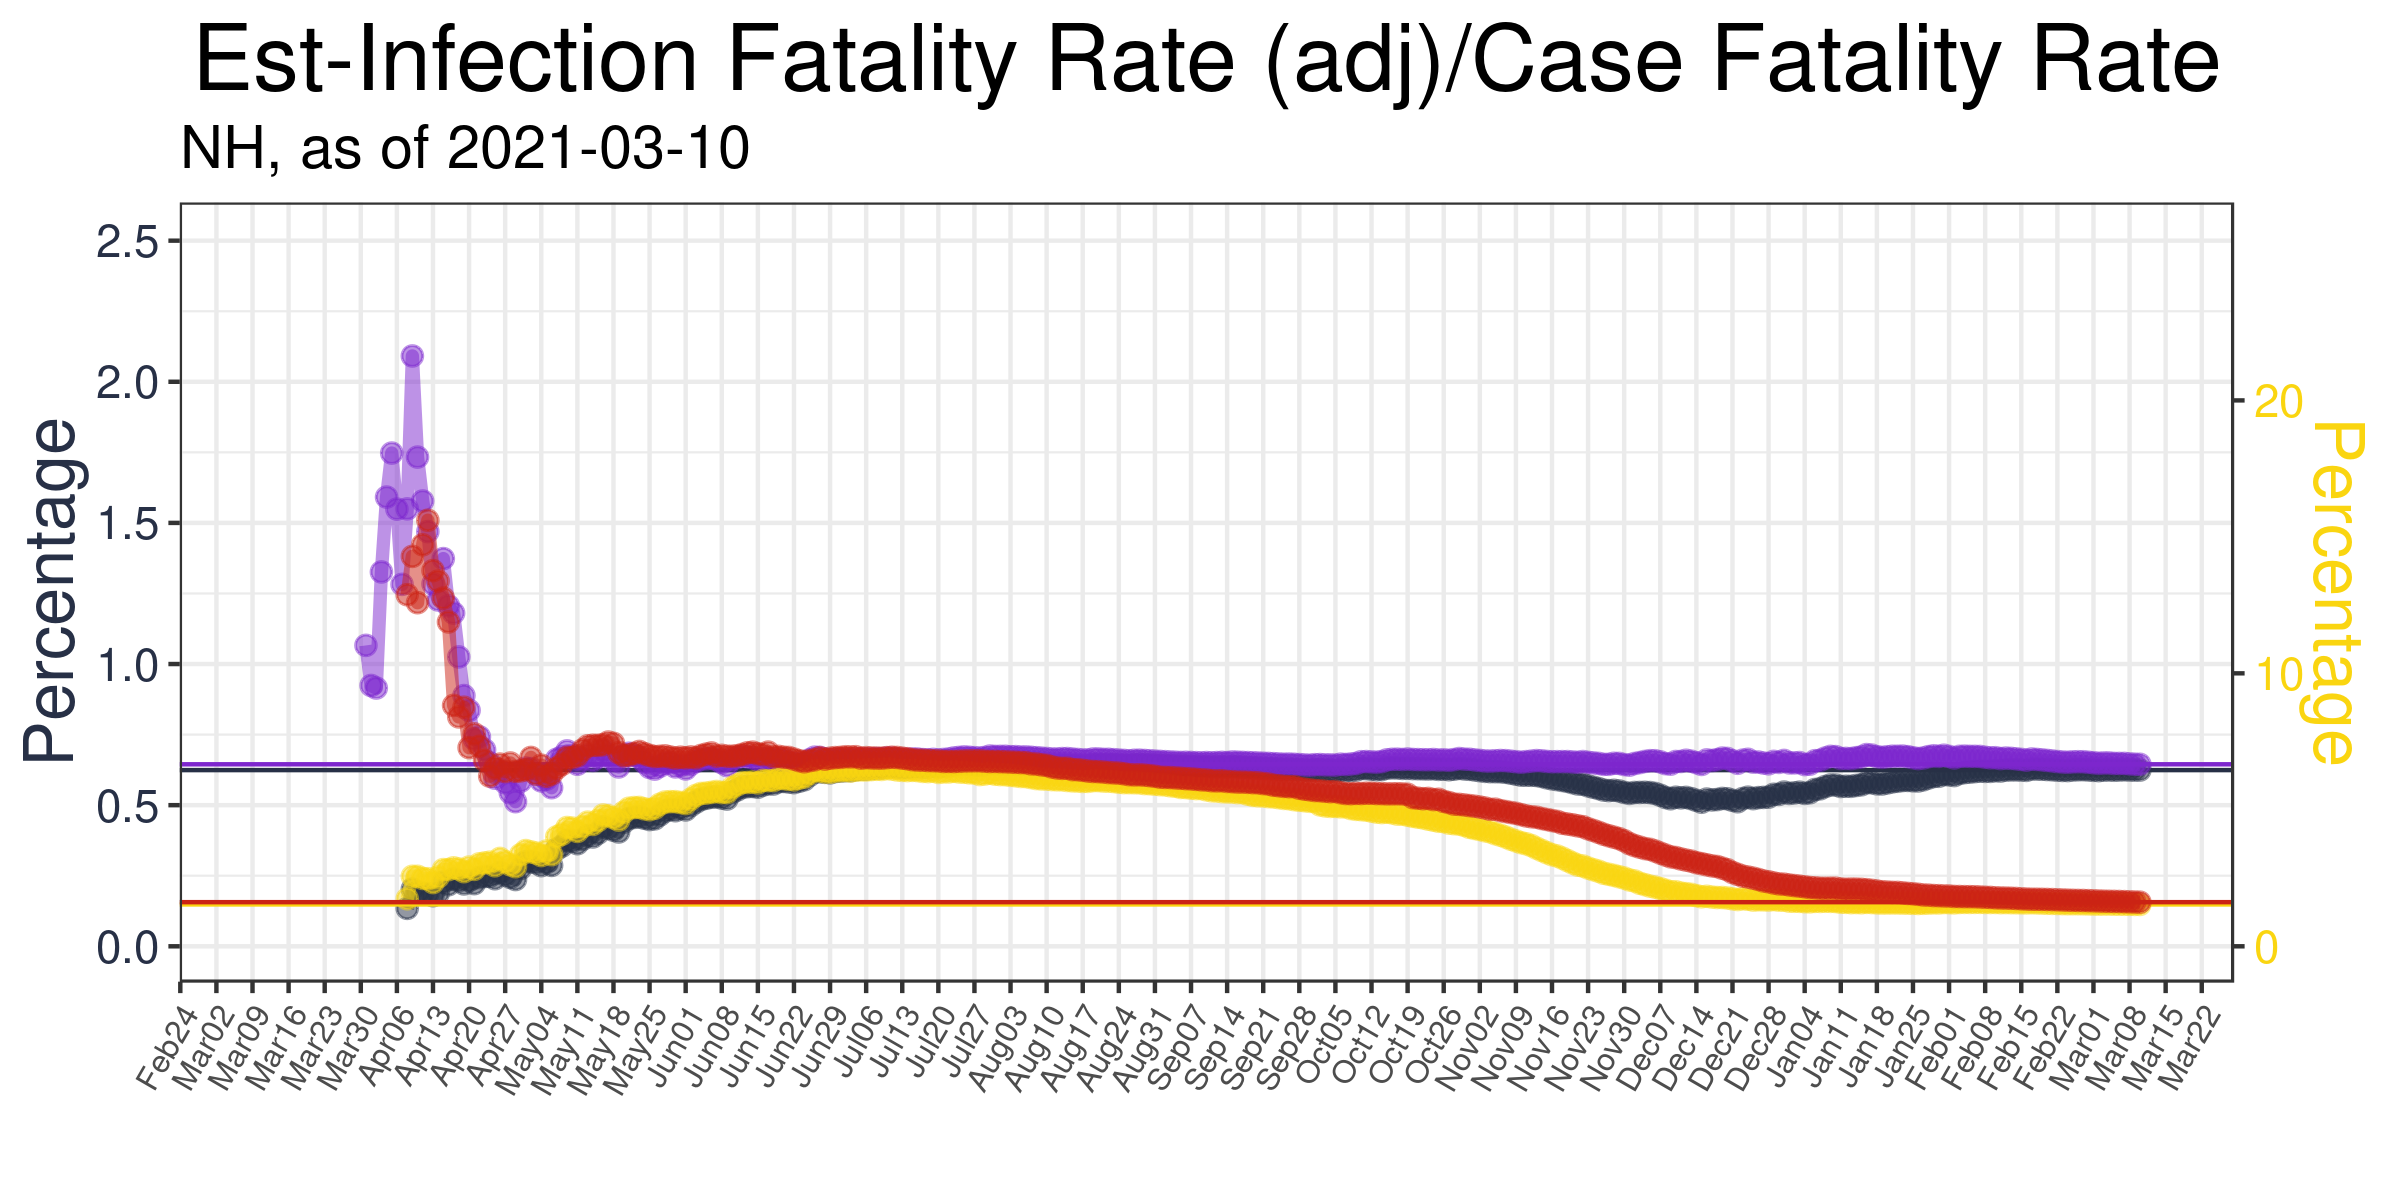 Est-Infection Fatality Rate (adj)/Case Fatality Rate
NH, as of 2021-03-10
Percentage
2.5
2.0
1.5
1.0
0.5
0.0
20
10
0
Percentage
Feb24
Mar02
Mar09
Mar16
Mar23
Mar30
Apr06
Apr13
Apr20
Apr27
May04
May11
May18
May25
Jun01
Jun08
Jun15
Jun22
Jun29
Jul06
Jul13
Jul20
Jul27
Aug03
Aug10
Aug17
Aug24
Aug31
Sep07
Sep14
Sep21
Sep28
Oct05
Oct12
Oct19
Oct26
Nov02
Nov09
Nov16
Nov23
Nov30
Dec07
Dec14
Dec21
Dec28
Jan04
Jan11
Jan18
Jan25
Feb01
Feb08
Feb15
Feb22
Mar01
Mar08
Mar15
Mar22